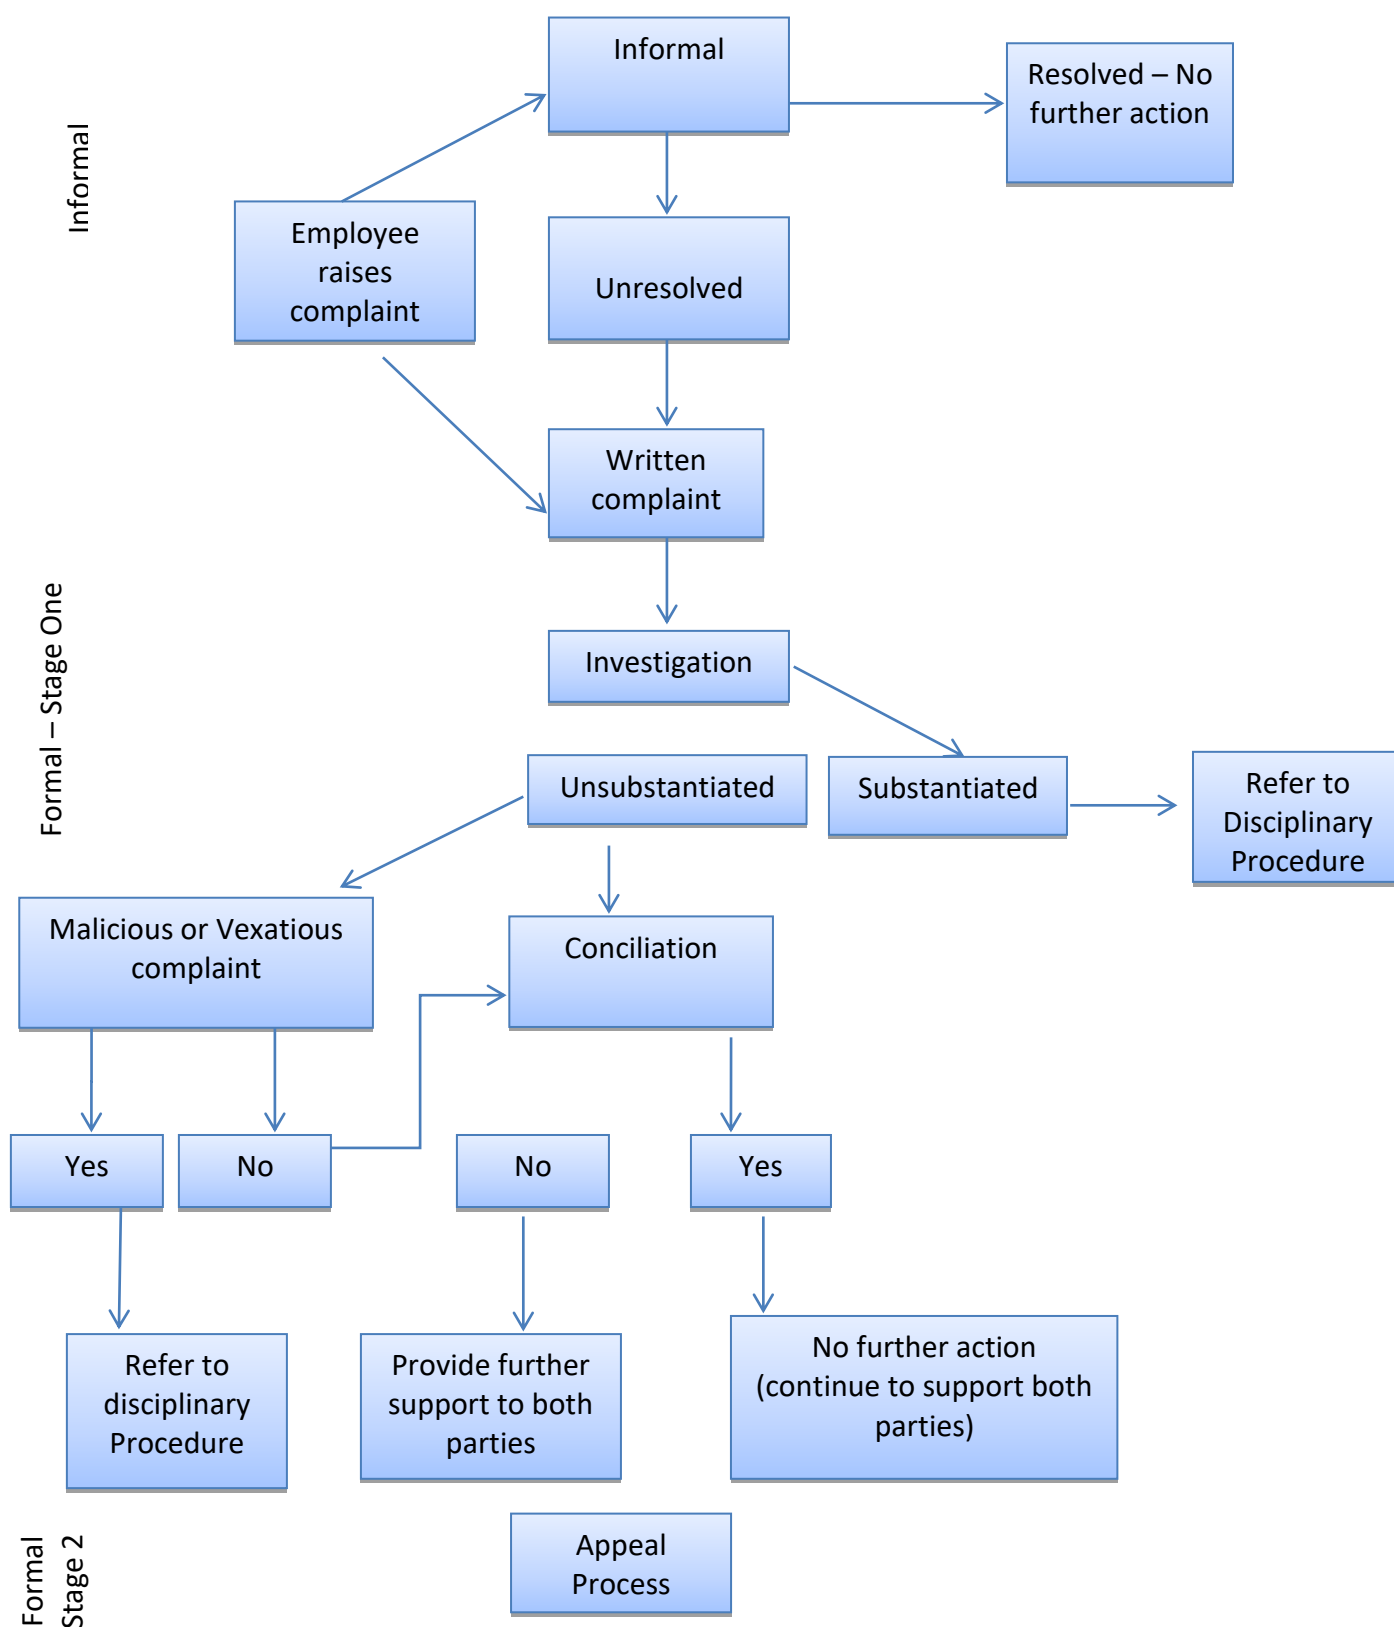 Informal
Informal
Resolved – No
further action
Employee
raises
complaint
Unresolved
Written
complaint
Formal – Stage One
Investigation
Unsubstantiated
Substantiated
Refer to
Disciplinary
Procedure
Malicious or Vexatious
complaint
Conciliation
Yes
No
No
Yes
Refer to
disciplinary
Procedure
Provide further
support to both
parties
No further action
(continue to support both
parties)
Formal
Stage 2
Appeal
Process